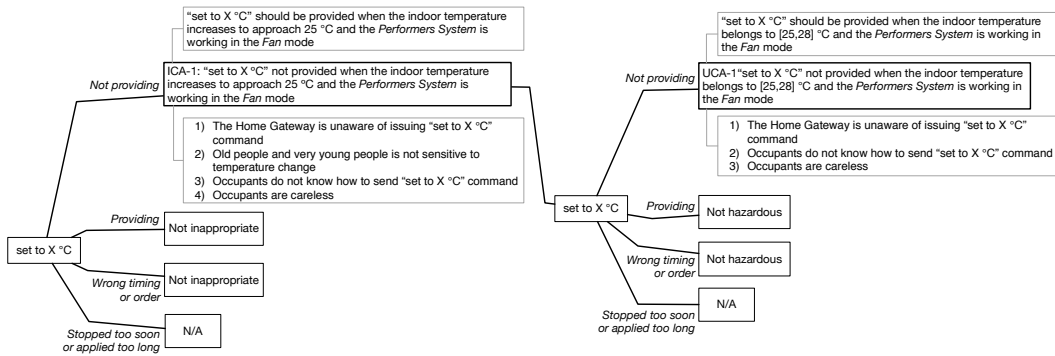 "set to X °C" should be provided when the indoor temperature
increases to approach 25 °C and the Performers System is
working in the Fan mode
Not providing
ICA-1: "set to X °C" not provided when the indoor temperature
increases to approach 25 °C and the Performers System is
working in the Fan mode
1) The Home Gateway is unaware of issuing "set to X °C"
command
2) Old people and very young people is not sensitive to
temperature change
3) Occupants do not know how to send "set to X °C" command
4) Occupants are careless
set to X °C
Providing
Not inappropriate
Wrong timing
or order
Not inappropriate
Stopped too soon
or applied too long
N/A
"set to X °C" should be provided when the indoor temperature
belongs to [25,28] °C and the Performers System is working in
the Fan mode
Not providing
UCA-1"set to X °C" not provided when the indoor temperature
belongs to [25,28] °C and the Performers System is working in
the Fan mode
1) The Home Gateway is unaware of issuing "set to X °C"
command
2) Occupants do not know how to send "set to X °C" command
3) Occupants are careless
set to X °C
Providing
Not hazardous
Wrong timing
or order
Not hazardous
Stopped too soon
or applied too long
N/A